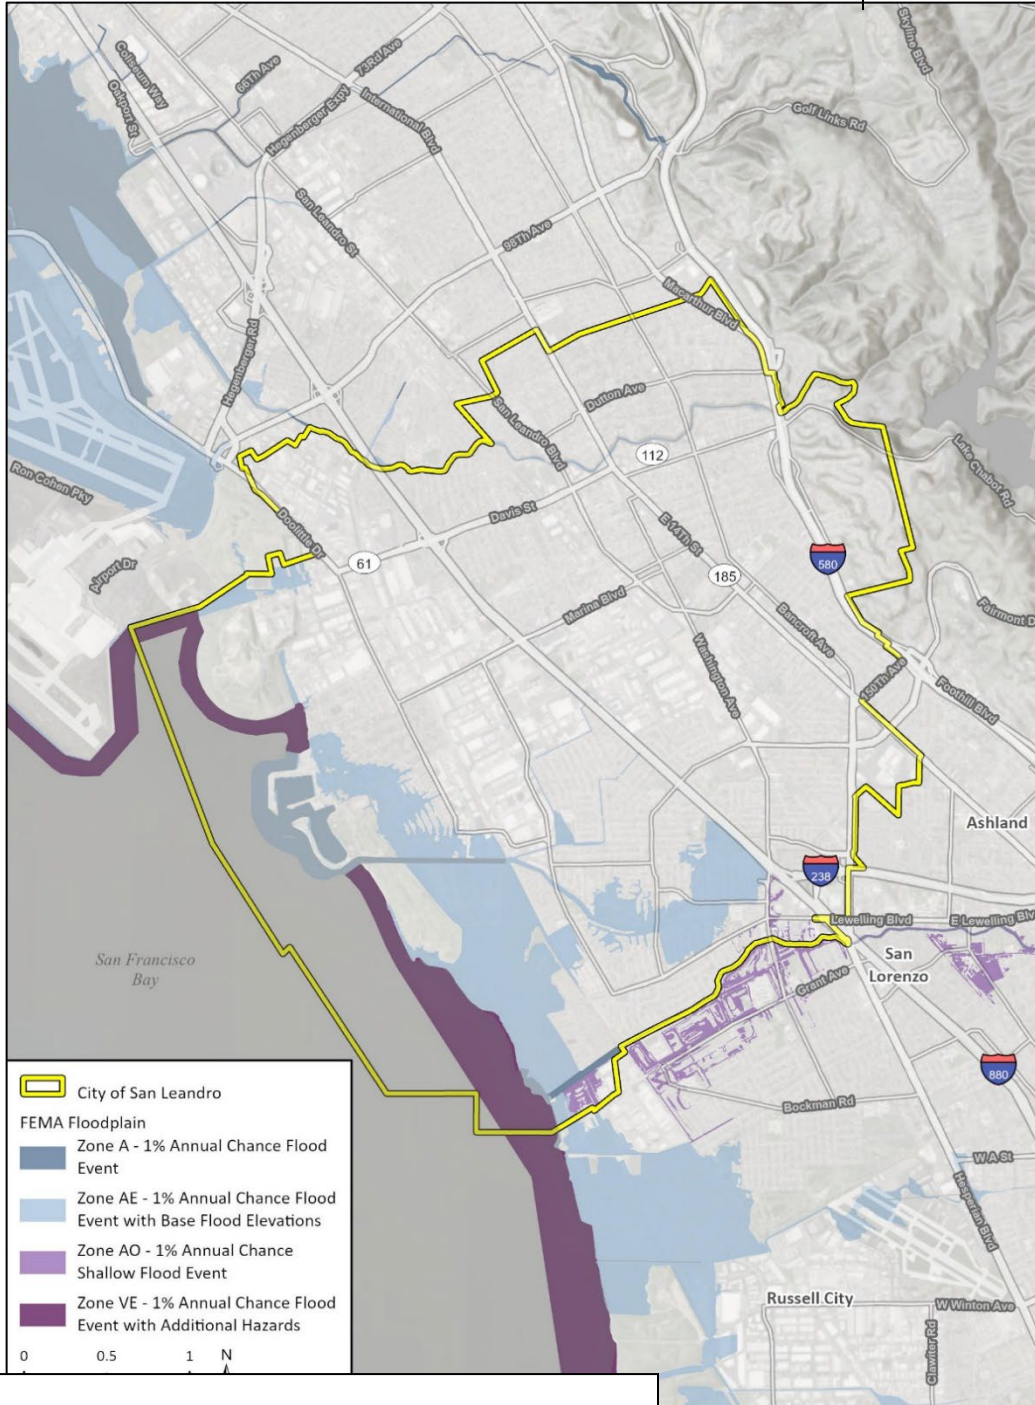 Skyline Blvd
Coliseum Way
Oakport St
66Th Ave
73Rd Ave
Hegenberger Expy
International Blvd
Golf Links Rd
San Leandro St
98Th Ave
Macarthur Blvd
Hegenberger Rd
Dutton Ave
San Leandro Blvd
112
Lake Chabot Rd
Ron Cohen Pky
Davis St
Doolittle Dr
E 14Th St
61
580
Airport Dr
185
Marina Blvd
Bancroft Ave
Fairmont D
Washington Ave
150Th Ave
Foothill Blvd
Ashland
238
Lewelling Blvd
E Lewelling Blv
San Francisco
Bay
San
Lorenzo
Grant Ave
880
Bockman Rd
W A St
Hesperian Blvd
Russell City
W Winton Ave
Clawiter Rd
City of San Leandro
FEMA Floodplain
Zone A - 1% Annual Chance Flood
Event
Zone AE - 1% Annual Chance Flood
Event with Base Flood Elevations
Zone AO - 1% Annual Chance
Shallow Flood Event
Zone VE - 1% Annual Chance Flood
Event with Additional Hazards
0 0.5 1 N